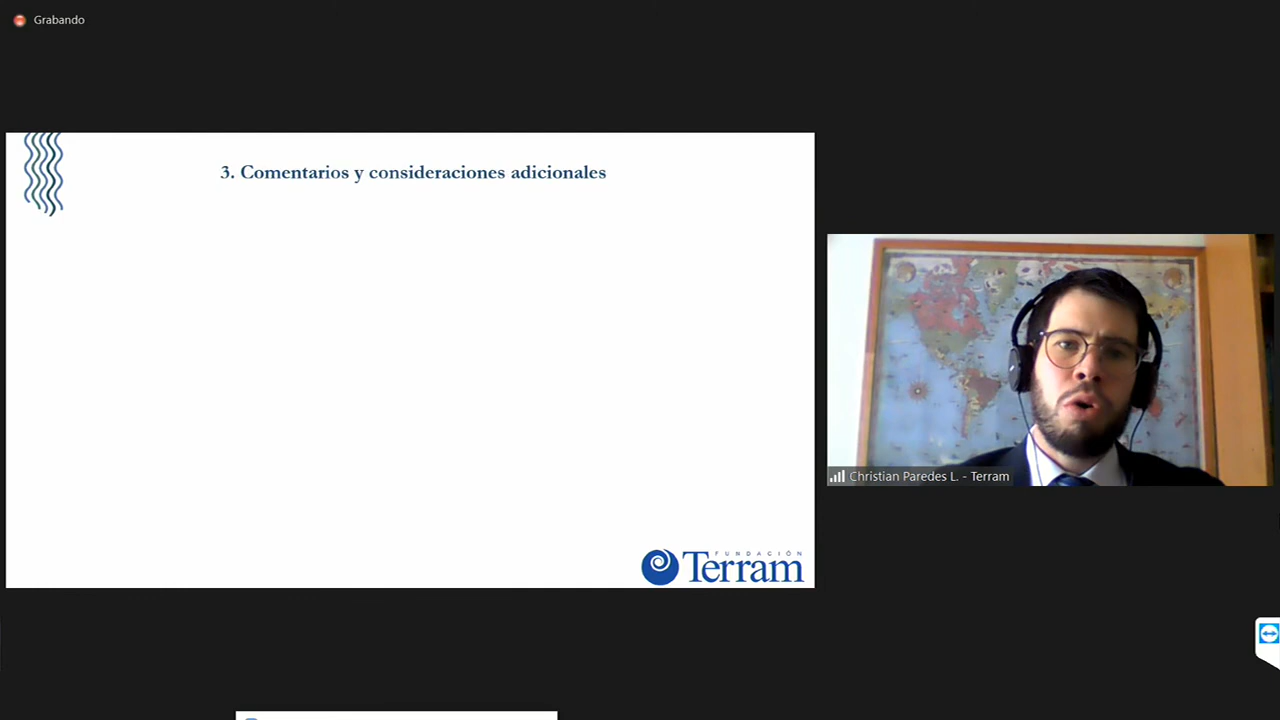 Grabando
3. Comentarios y consideraciones adicionales
Christian Paredes L. - Terram
FUNDACIÓN
Terram